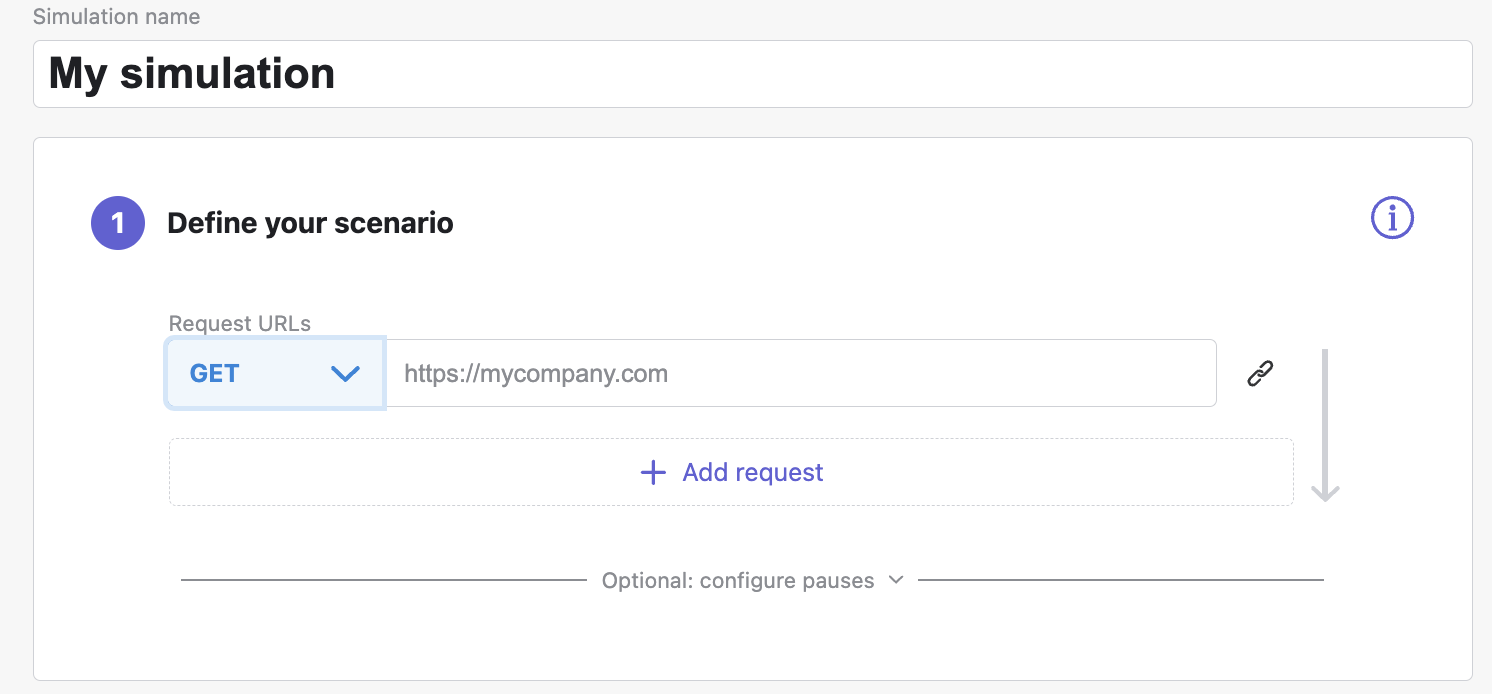 Simulation name
My simulation
1 Define your scenario
Request URLs
GET https://mycompany.com
Add request
Optional: configure pauses